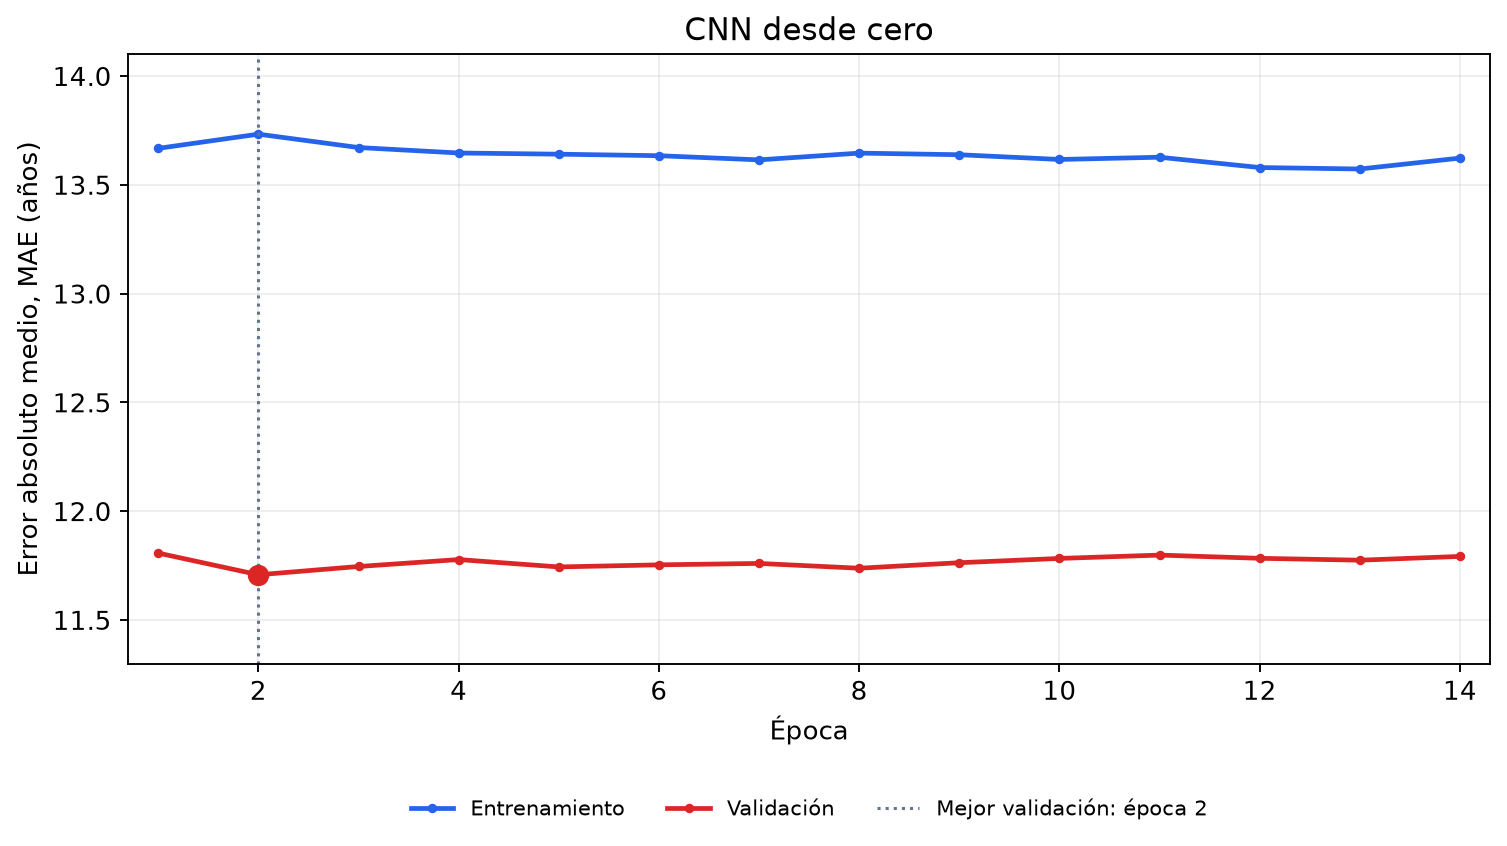 CNN desde cero
Error absoluto medio, MAE (años)
14.0
13.5
13.0
12.5
12.0
11.5
2 4 6 8 10 12 14
Época
Entrenamiento Validación Mejor validación: época 2